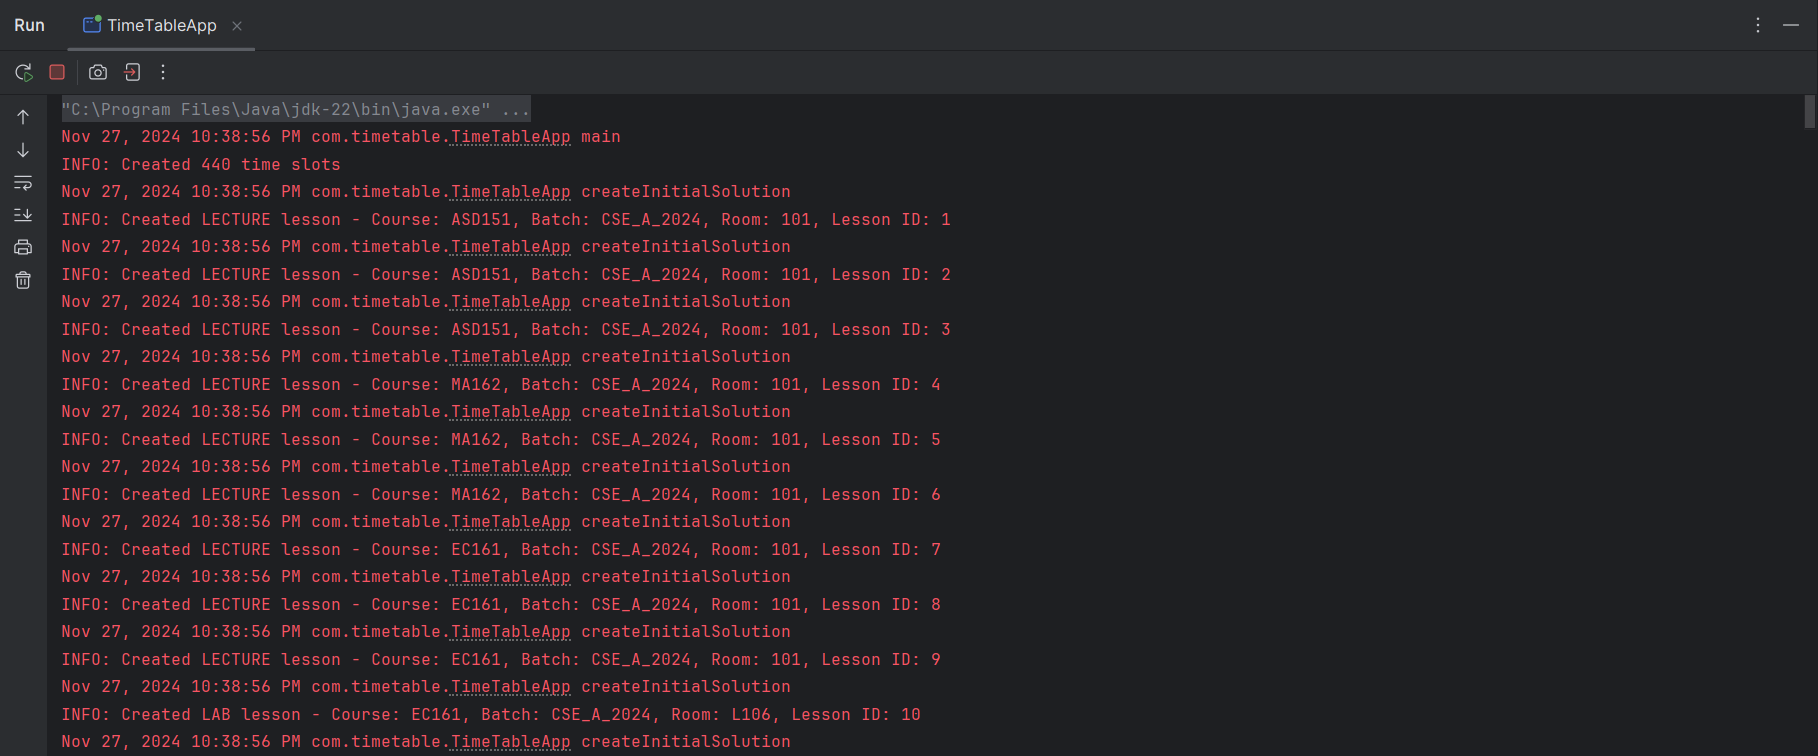 Run TimeTableApp
"C:\Program Files\Java\jdk-22\bin\java.exe" ...
Nov 27, 2024 10:38:56 PM com.timetable.TimeTableApp main
INFO: Created 440 time slots
Nov 27, 2024 10:38:56 PM com.timetable.TimeTableApp createInitialSolution
INFO: Created LECTURE lesson - Course: ASD151, Batch: CSE_A_2024, Room: 101, Lesson ID: 1
Nov 27, 2024 10:38:56 PM com.timetable.TimeTableApp createInitialSolution
INFO: Created LECTURE lesson - Course: ASD151, Batch: CSE_A_2024, Room: 101, Lesson ID: 2
Nov 27, 2024 10:38:56 PM com.timetable.TimeTableApp createInitialSolution
INFO: Created LECTURE lesson - Course: ASD151, Batch: CSE_A_2024, Room: 101, Lesson ID: 3
Nov 27, 2024 10:38:56 PM com.timetable.TimeTableApp createInitialSolution
INFO: Created LECTURE lesson - Course: MA162, Batch: CSE_A_2024, Room: 101, Lesson ID: 4
Nov 27, 2024 10:38:56 PM com.timetable.TimeTableApp createInitialSolution
INFO: Created LECTURE lesson - Course: MA162, Batch: CSE_A_2024, Room: 101, Lesson ID: 5
Nov 27, 2024 10:38:56 PM com.timetable.TimeTableApp createInitialSolution
INFO: Created LECTURE lesson - Course: MA162, Batch: CSE_A_2024, Room: 101, Lesson ID: 6
Nov 27, 2024 10:38:56 PM com.timetable.TimeTableApp createInitialSolution
INFO: Created LECTURE lesson - Course: EC161, Batch: CSE_A_2024, Room: 101, Lesson ID: 7
Nov 27, 2024 10:38:56 PM com.timetable.TimeTableApp createInitialSolution
INFO: Created LECTURE lesson - Course: EC161, Batch: CSE_A_2024, Room: 101, Lesson ID: 8
Nov 27, 2024 10:38:56 PM com.timetable.TimeTableApp createInitialSolution
INFO: Created LECTURE lesson - Course: EC161, Batch: CSE_A_2024, Room: 101, Lesson ID: 9
Nov 27, 2024 10:38:56 PM com.timetable.TimeTableApp createInitialSolution
INFO: Created LAB lesson - Course: EC161, Batch: CSE_A_2024, Room: L106, Lesson ID: 10
Nov 27, 2024 10:38:56 PM com.timetable.TimeTableApp createInitialSolution